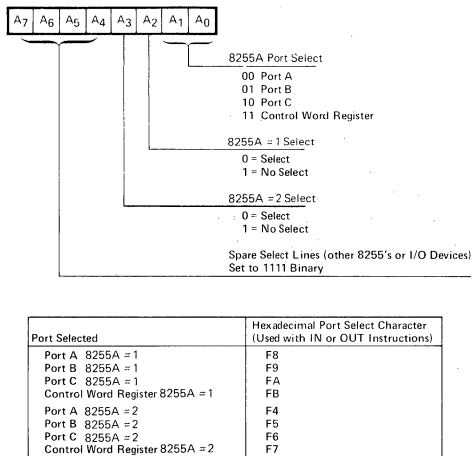 A7 A6 A5 A4 A3 A2 A1 A0
8255A Port Select
00 Port A
01 Port B
10 Port C
11 Control Word Register
8255A =1 Select
0 = Select
1 = No Select
8255A =2 Select
0 = Select
1 = No Select
Spare Select Lines (other 8255's or I/O Devices)
Set to 1111 Binary
Port Selected
Hexadecimal Port Select Character
(Used with IN or OUT Instructions)
Port A 8255A =1 F8
Port B 8255A =1 F9
Port C 8255A =1 FA
Control Word Register 8255A =1 FB
Port A 8255A =2 F4
Port B 8255A =2 F5
Port C 8255A =2 F6
Control Word Register 8255A =2 F7